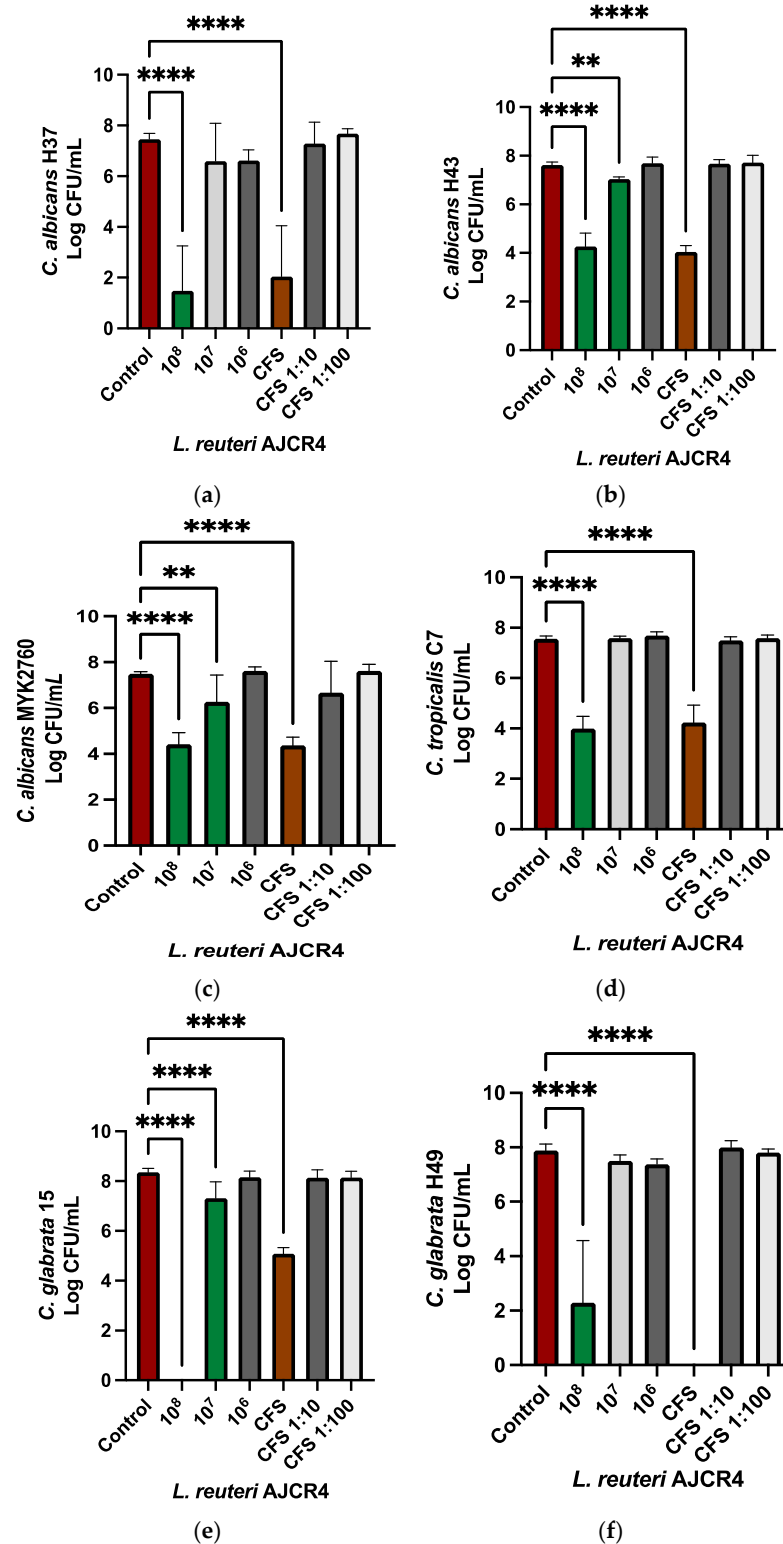 ****
****
10
8
6
4
2
0
C. albicans H37
Log CFU/mL
Control
10⁸
10⁷
10⁶
CFS
CFS 1:10
CFS 1:100
L. reuteri AJCR4
(a)
****
**
****
10
8
6
4
2
0
C. albicans H43
Log CFU/mL
Control
10⁸
10⁷
10⁶
CFS
CFS 1:10
CFS 1:100
L. reuteri AJCR4
(b)
****
**
****
10
8
6
4
2
0
C. albicans MYK2760
Log CFU/mL
Control
10⁸
10⁷
10⁶
CFS
CFS 1:10
CFS 1:100
L. reuteri AJCR4
(c)
****
****
10
8
6
4
2
0
C. tropicalis C7
Log CFU/mL
Control
10⁸
10⁷
10⁶
CFS
CFS 1:10
CFS 1:100
L. reuteri AJCR4
(d)
****
****
****
10
8
6
4
2
0
C. glabrata 15
Log CFU/mL
Control
10⁸
10⁷
10⁶
CFS
CFS 1:10
CFS 1:100
L. reuteri AJCR4
(e)
****
****
10
8
6
4
2
0
C. glabrata H49
Log CFU/mL
Control
10⁸
10⁷
10⁶
CFS
CFS 1:10
CFS 1:100
L. reuteri AJCR4
(f)